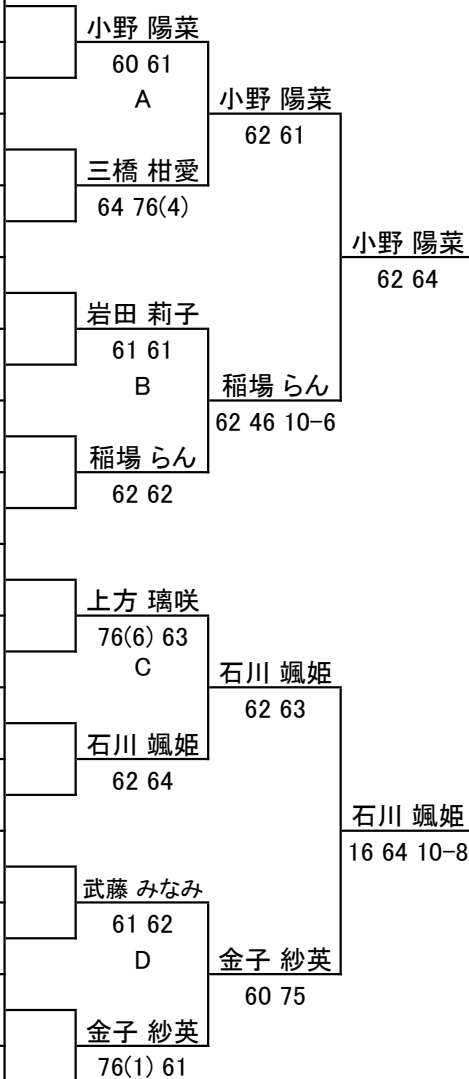 小野 陽菜
60 61
A
小野 陽菜
62 61
三橋 柑愛
64 76(4)
小野 陽菜
62 64
岩田 莉子
61 61
B
稲場 らん
62 46 10-6
稲場 らん
62 62
上方 璃咲
76(6) 63
C
石川 颯姫
62 63
石川 颯姫
62 64
石川 颯姫
16 64 10-8
武藤 みなみ
61 62
D
金子 紗英
60 75
金子 紗英
76(1) 61